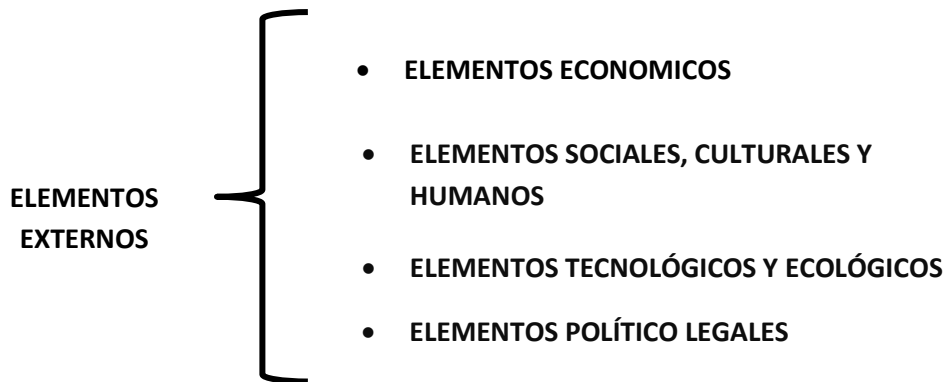 ELEMENTOS
EXTERNOS
• ELEMENTOS ECONOMICOS
• ELEMENTOS SOCIALES, CULTURALES Y
HUMANOS
• ELEMENTOS TECNOLÓGICOS Y ECOLÓGICOS
• ELEMENTOS POLÍTICO LEGALES